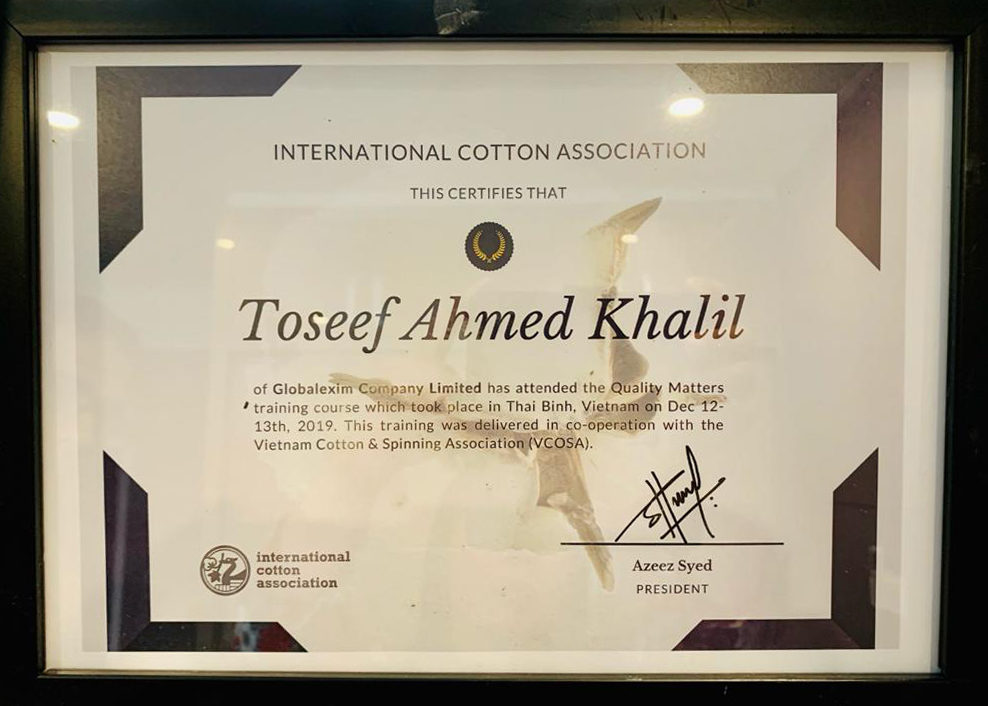 INTERNATIONAL COTTON ASSOCIATION
THIS CERTIFIES THAT
Toseef Ahmed Khalil
of Globalexim Company Limited has attended the Quality Matters
training course which took place in Thai Binh, Vietnam on Dec 12-
13th, 2019. This training was delivered in co-operation with the
Vietnam Cotton & Spinning Association (VCOSA).
international
cotton
association
Azeez Syed
PRESIDENT